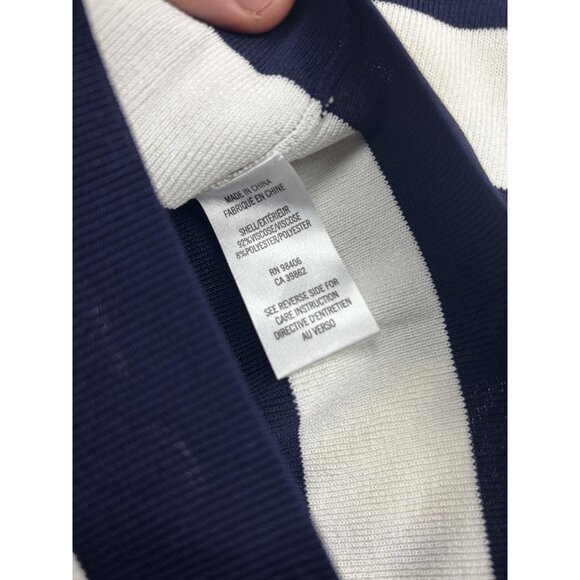 MADE IN CHINA
FABRIQUÉ EN CHINE
SHELL/EXTÉRIEUR
92%VISCOSE/VISCOSE
8%POLYESTER/POLYESTER
RN 98406
CA 39862
SEE REVERSE SIDE FOR
CARE INSTRUCTION
DIRECTIVE D'ENTRETIEN
AU VERSO